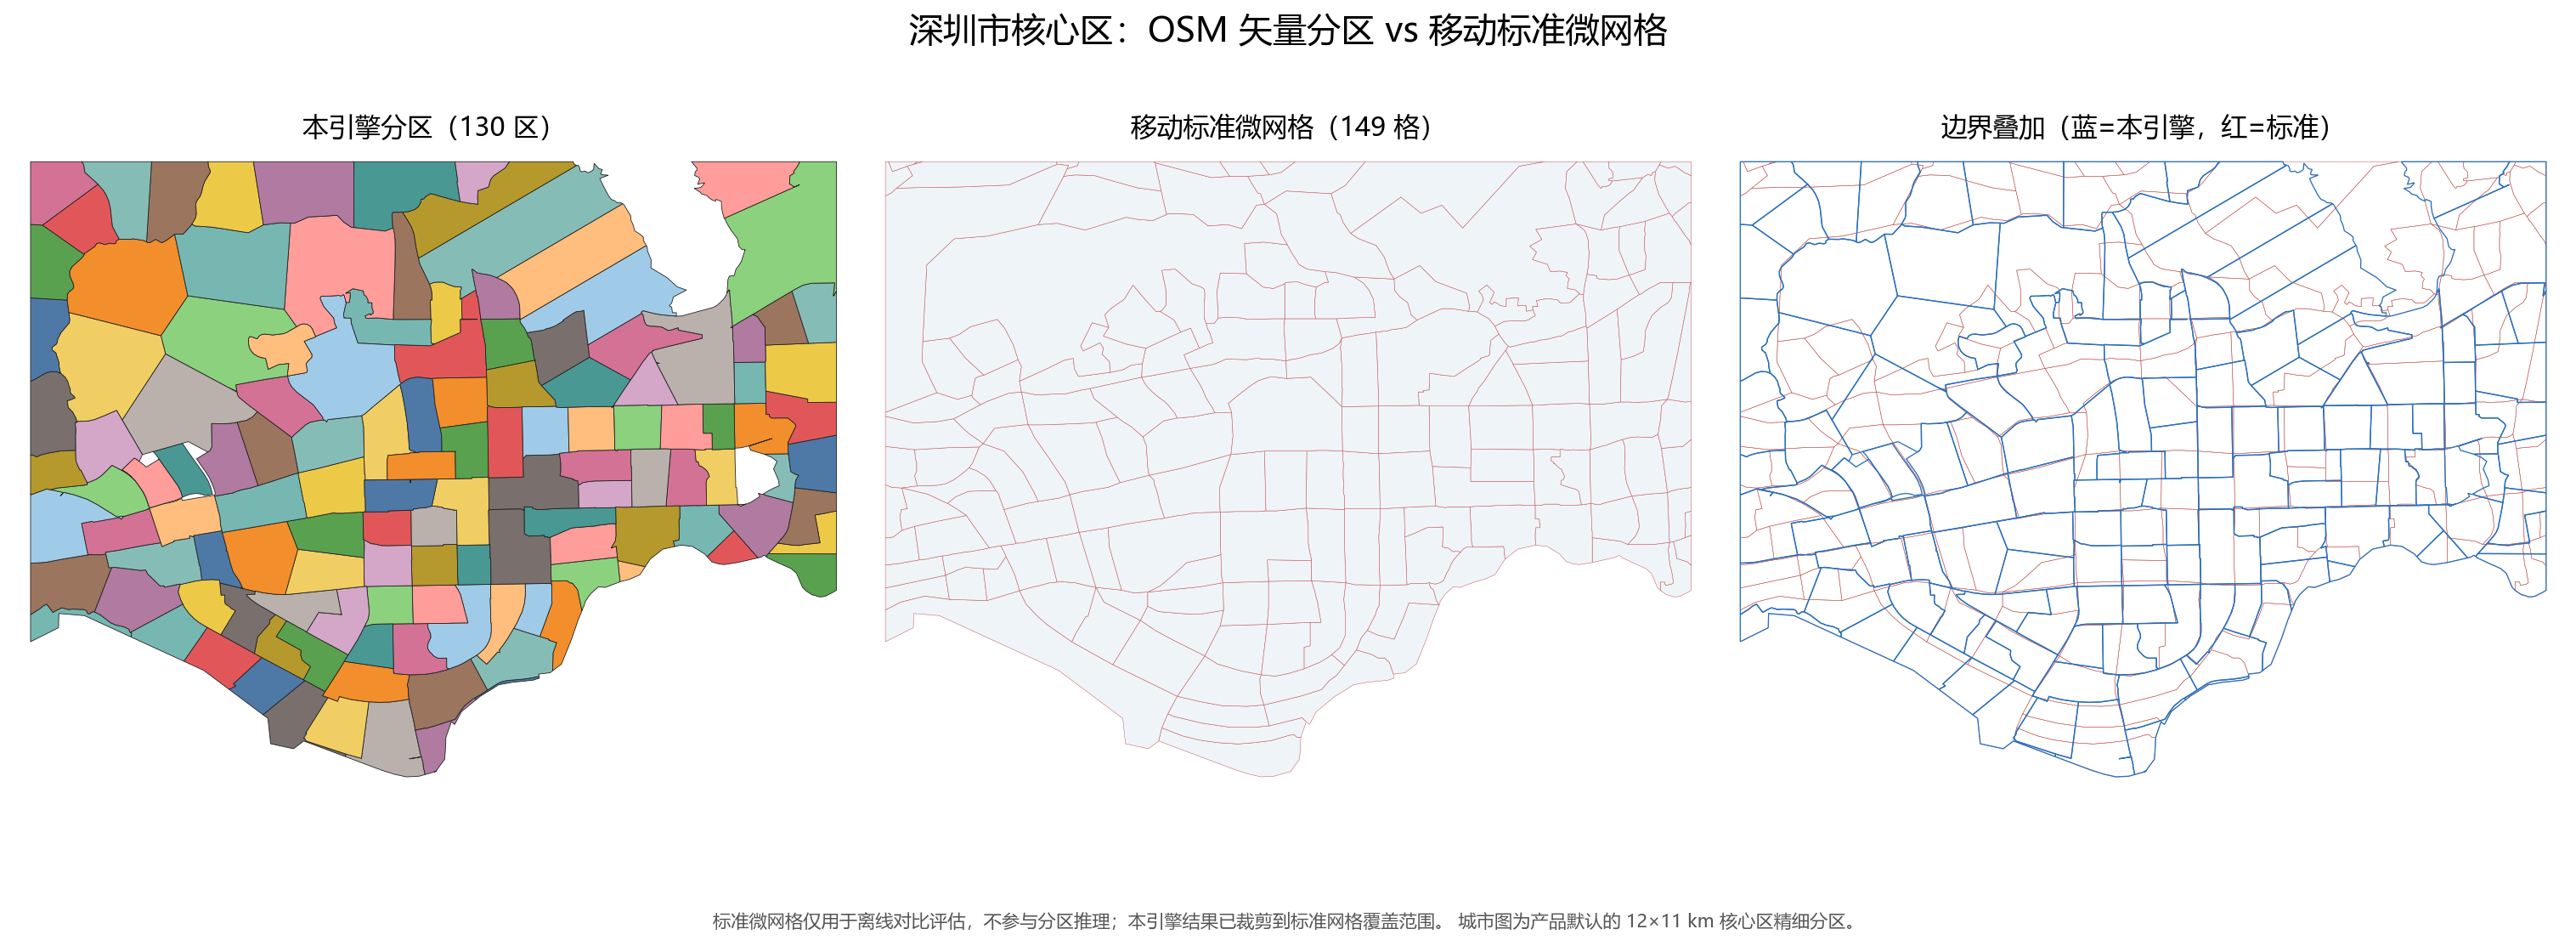 深圳市核心区：OSM 矢量分区 vs 移动标准微网格
本引擎分区（130 区）
移动标准微网格（149 格）
边界叠加（蓝=本引擎，红=标准）
标准微网格仅用于离线对比评估，不参与分区推理；本引擎结果已裁剪到标准网格覆盖范围。 城市图为产品默认的 12×11 km 核心区精细分区。